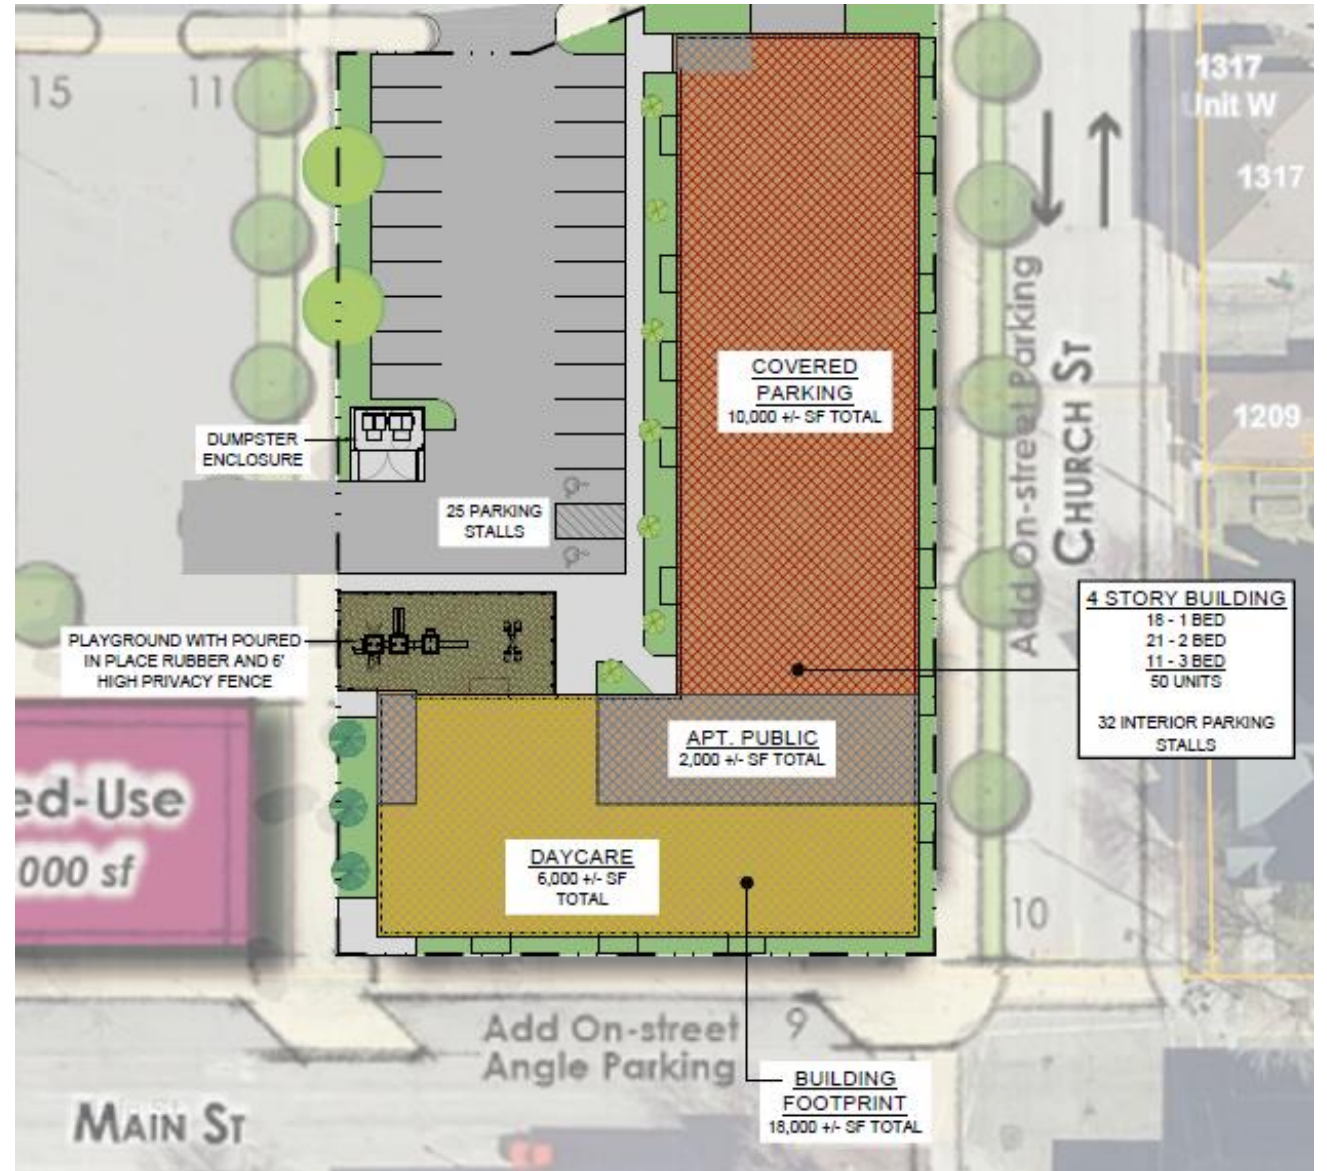 15
11
1317
Unit W
1317
COVERED
PARKING
10,000 +/- SF TOTAL
Add On-street Parking
CHURCH ST
1209
DUMPSTER
ENCLOSURE
25 PARKING
STALLS
4 STORY BUILDING
18 - 1 BED
21 - 2 BED
11 - 3 BED
50 UNITS
32 INTERIOR PARKING
STALLS
PLAYGROUND WITH POURED
IN PLACE RUBBER AND 6'
HIGH PRIVACY FENCE
APT. PUBLIC
2,000 +/- SF TOTAL
ed-Use
000 sf
DAYCARE
6,000 +/- SF
TOTAL
10
Add On-street
Angle Parking
9
BUILDING
FOOTPRINT
18,000 +/- SF TOTAL
MAIN ST